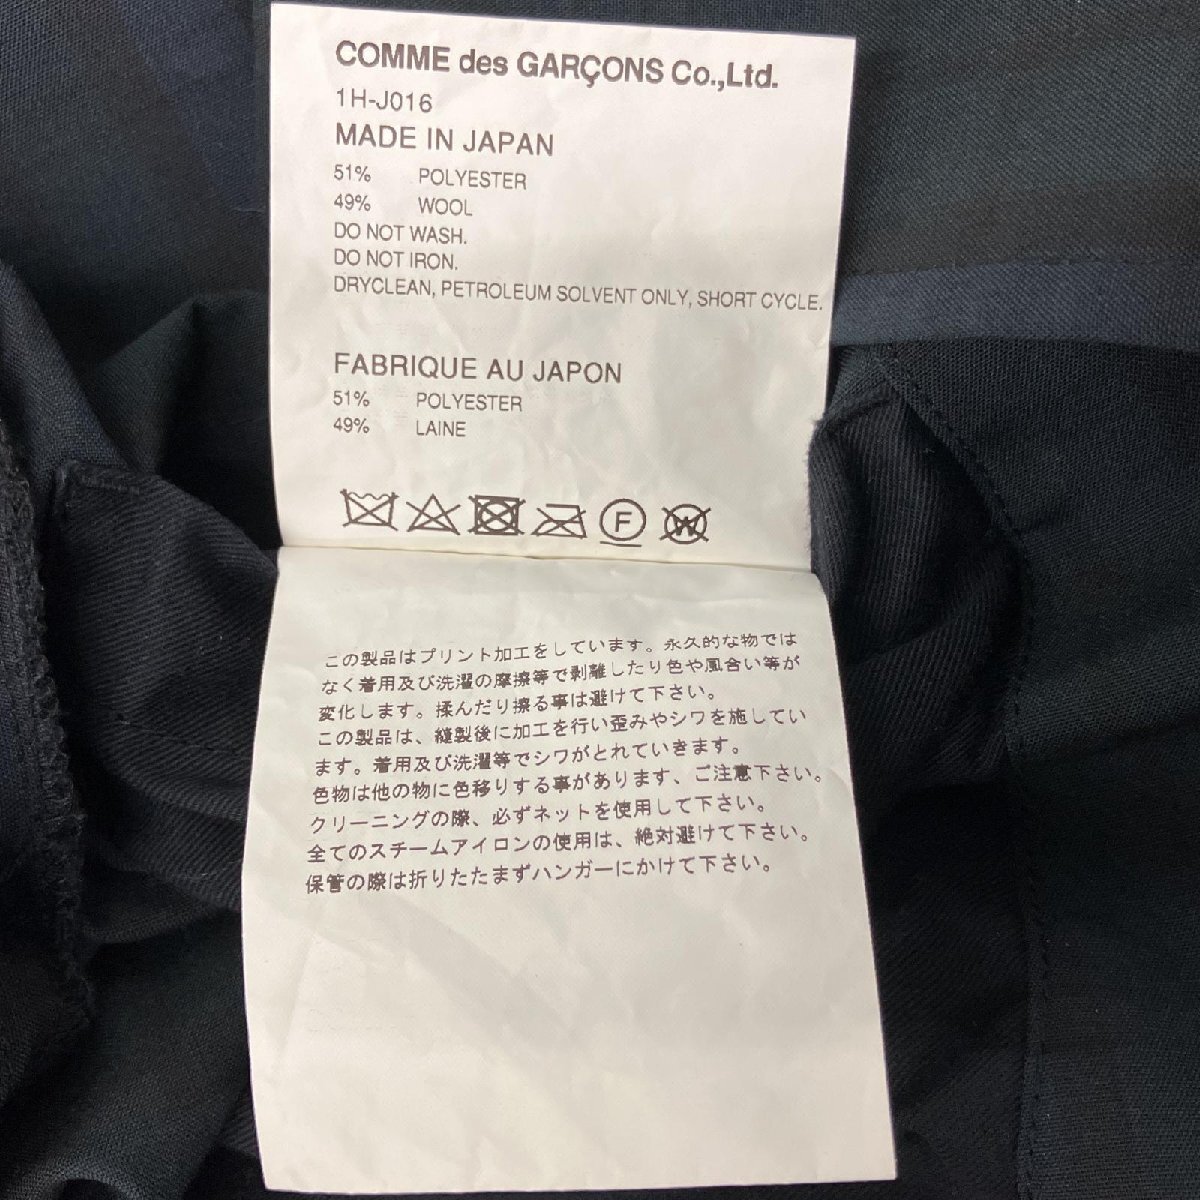 COMME des GARÇONS Co.,Ltd.
1H-J016
MADE IN JAPAN
51% POLYESTER
49% WOOL
DO NOT WASH.
DO NOT IRON.
DRYCLEAN, PETROLEUM SOLVENT ONLY, SHORT CYCLE.
FABRIQUE AU JAPON
51% POLYESTER
49% LAINE
F W
この製品はプリント加工をしています。永久的な物では
なく着用及び洗濯の摩擦等で剥離したり色や風合い等が
変化します。揉んだり擦る事は避けて下さい。
この製品は、縫製後に加工を行い歪みやシワを施してい
ます。着用及び洗濯等でシワがとれていきます。
色物は他の物に色移りする事があります、ご注意下さい。
クリーニングの際、必ずネットを使用して下さい。
全てのスチームアイロンの使用は、絶対避けて下さい。
保管の際は折りたたまずハンガーにかけて下さい。